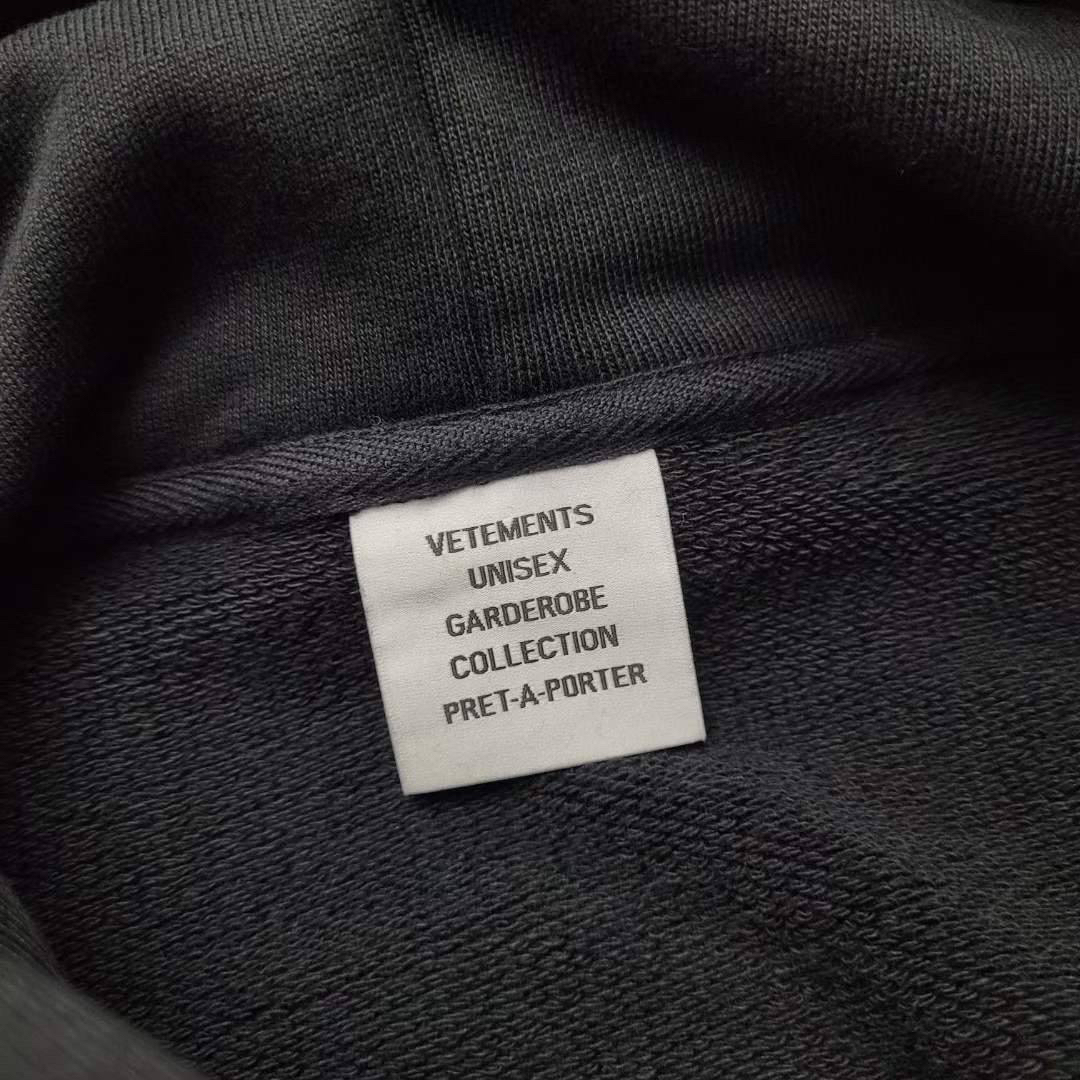 VETEMENTS
UNISEX
GARDEROBE
COLLECTION
PRET-A-PORTER